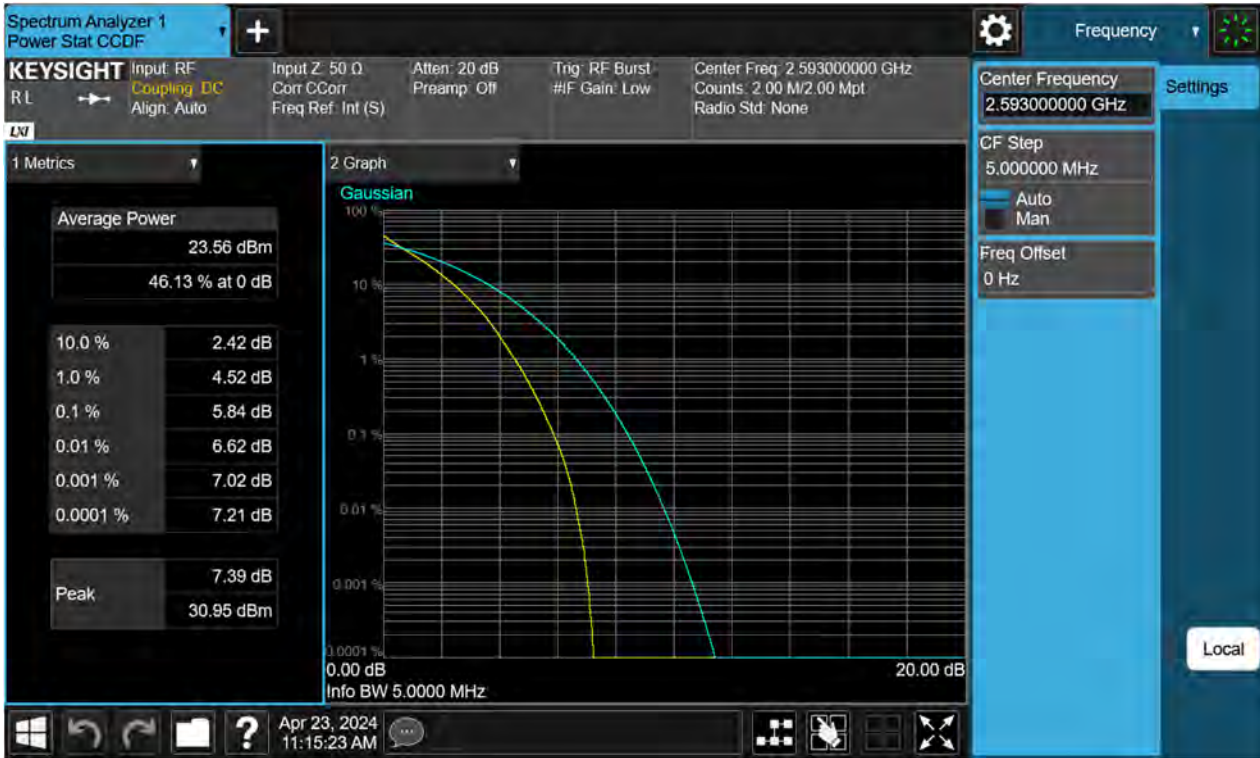 Spectrum Analyzer 1
Power Stat CCDF
+
Frequency
KEYSIGHT
R L
LXI
Input: RF
Coupling: DC
Align: Auto
Input Z: 50 Ω
Corr CCorr
Freq Ref: Int (S)
Atten: 20 dB
Preamp: Off
Trig: RF Burst
#IF Gain: Low
Center Freq: 2.593000000 GHz
Counts: 2.00 M/2.00 Mpt
Radio Std: None
Center Frequency
2.593000000 GHz
Settings
CF Step
5.000000 MHz
Auto
Man
Freq Offset
0 Hz
Local
1 Metrics
Average Power
23.56 dBm
46.13 % at 0 dB
10.0 % 2.42 dB
1.0 % 4.52 dB
0.1 % 5.84 dB
0.01 % 6.62 dB
0.001 % 7.02 dB
0.0001 % 7.21 dB
Peak
7.39 dB
30.95 dBm
2 Graph
Gaussian
100 %
10 %
1 %
0.1 %
0.01 %
0.001 %
0.0001 %
0.00 dB 20.00 dB
Info BW 5.0000 MHz
?
Apr 23, 2024
11:15:23 AM